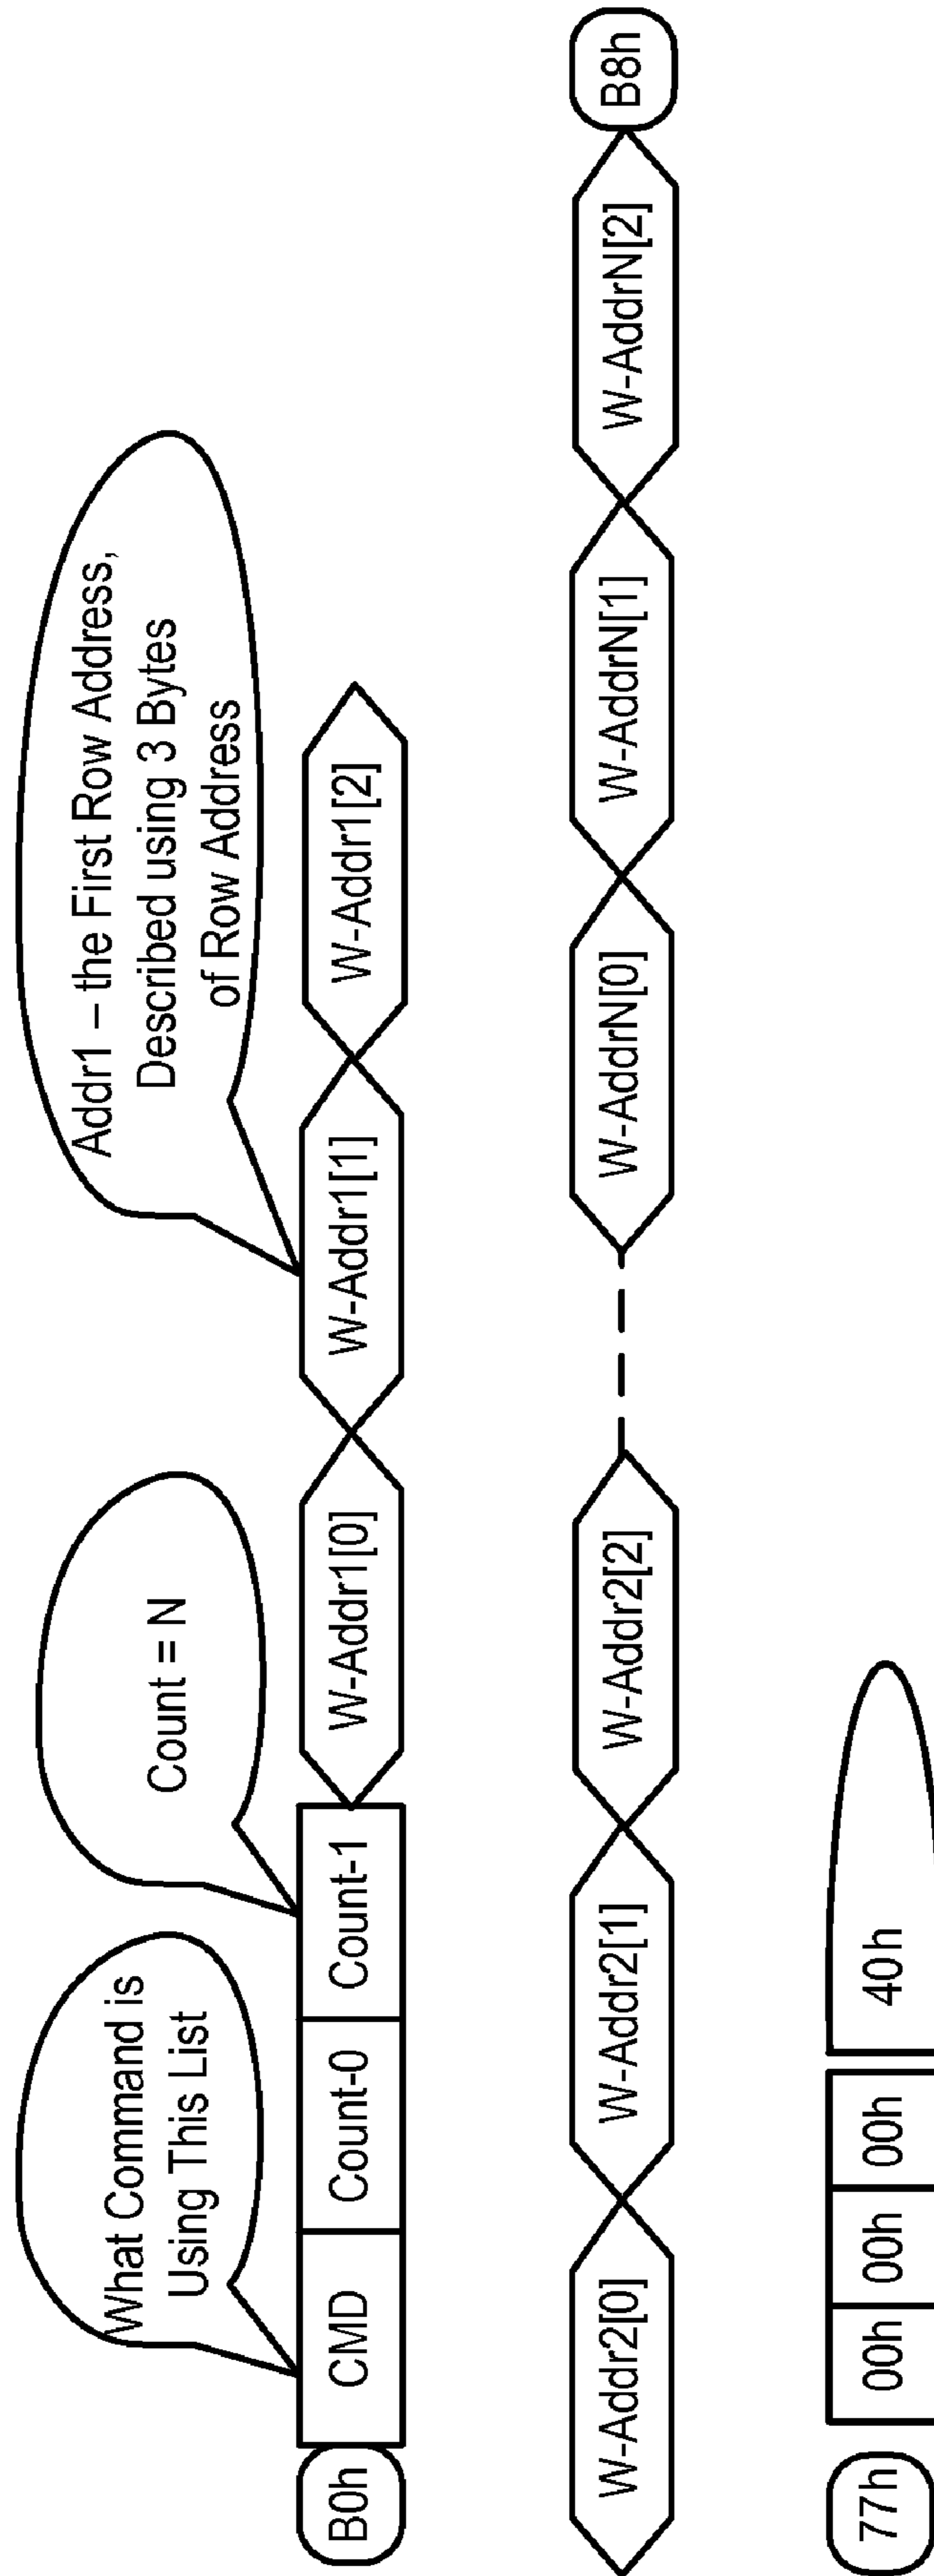 What Command is
Using This List
Count = N
Addr1 – the First Row Address,
Described using 3 Bytes
of Row Address
B0h CMD Count-0 Count-1 W-Addr1[0] W-Addr1[1] W-Addr1[2]
W-Addr2[0] W-Addr2[1] W-Addr2[2] W-AddrN[0] W-AddrN[1] W-AddrN[2] B8h
77h 00h 00h 00h 40h